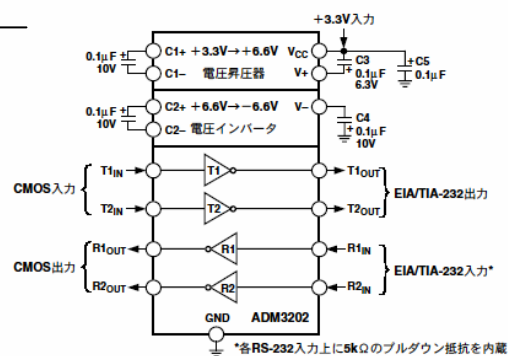 +3.3V入力
0.1µF
10V
C1+ +3.3V→+6.6V VCC
C1– 電圧昇圧器 V+
C3
0.1µF
6.3V
C5
0.1µF
0.1µF
10V
C2+ +6.6V→–6.6V V–
C2– 電圧インバータ
C4
0.1µF
10V
CMOS入力
T1IN T1 T1OUT
T2IN T2 T2OUT
EIA/TIA-232出力
CMOS出力
R1OUT R1 R1IN
R2OUT R2 R2IN
EIA/TIA-232入力*
GND ADM3202
*各RS-232入力上に5kΩのプルダウン抵抗を内蔵